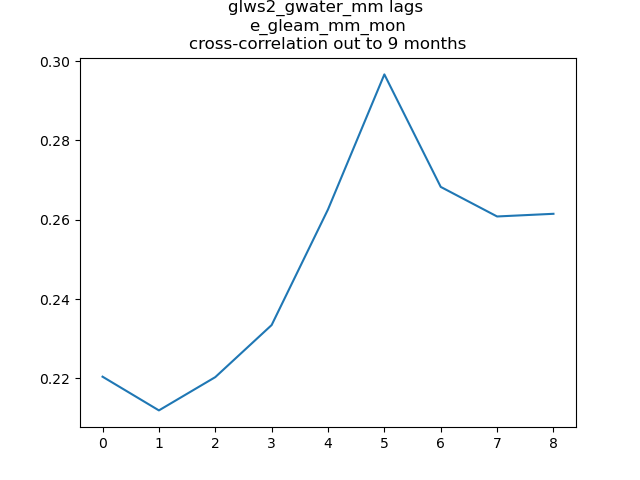 glws2_gwater_mm lags
e_gleam_mm_mon
cross-correlation out to 9 months
0.30
0.28
0.26
0.24
0.22
0 1 2 3 4 5 6 7 8